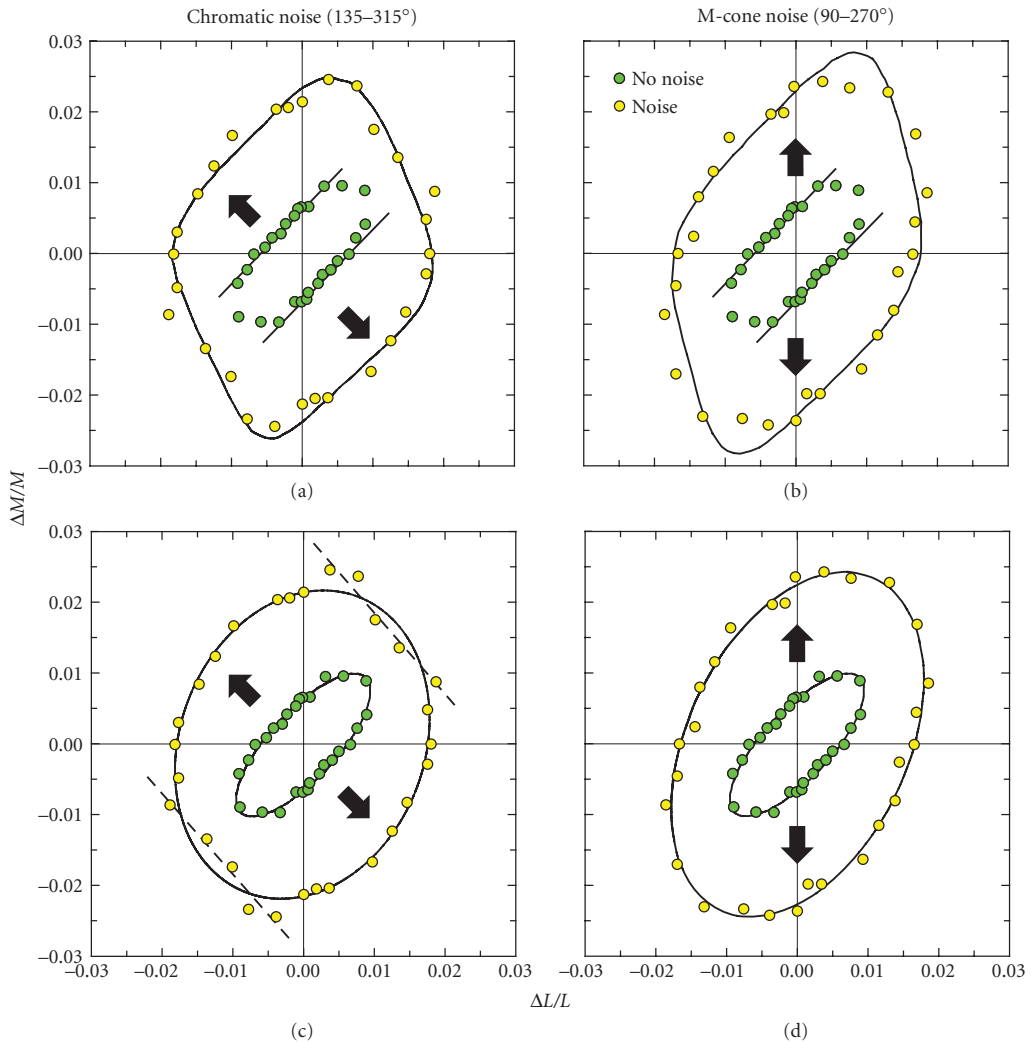 Chromatic noise (135–315°)
M-cone noise (90–270°)
No noise
Noise
0.03
0.02
0.01
0.00
−0.01
−0.02
−0.03
(a)
(b)
ΔM/M
0.03
0.02
0.01
0.00
−0.01
−0.02
−0.03
−0.03 −0.02 −0.01 0.00 0.01 0.02 0.03
−0.03 −0.02 −0.01 0.00 0.01 0.02 0.03
ΔL/L
(c)
(d)